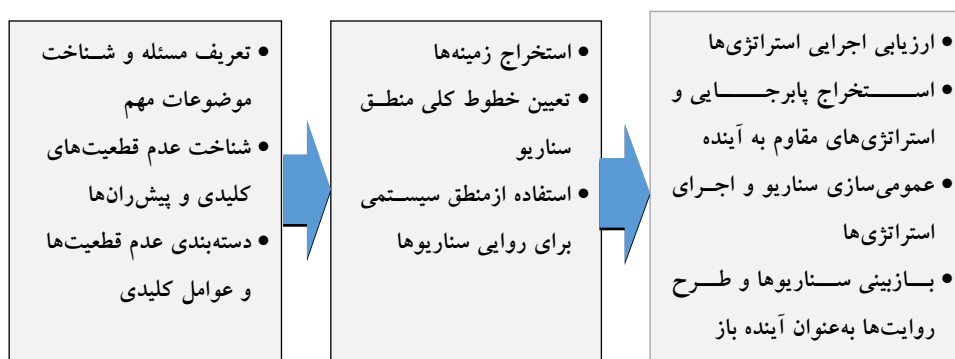 • تعریف مسئله و شناخت
موضوعات مهم
• شناخت عدم قطعیت‌های
کلیدی و پیش‌ران‌ها
• دسته‌بندی عدم قطعیت‌ها
و عوامل کلیدی
• استخراج زمینه‌ها
• تعیین خطوط کلی منطق
سناریو
• استفاده ازمنطق سیستمی
برای روایی سناریوها
• ارزیابی اجرایی استراتژی‌ها
• استخراج پابرجایی و
استراتژی‌های مقاوم به آینده
• عمومی‌سازی سناریو و اجرای
استراتژی‌ها
• بازبینی سناریوها و طرح
روایت‌ها به‌عنوان آینده باز